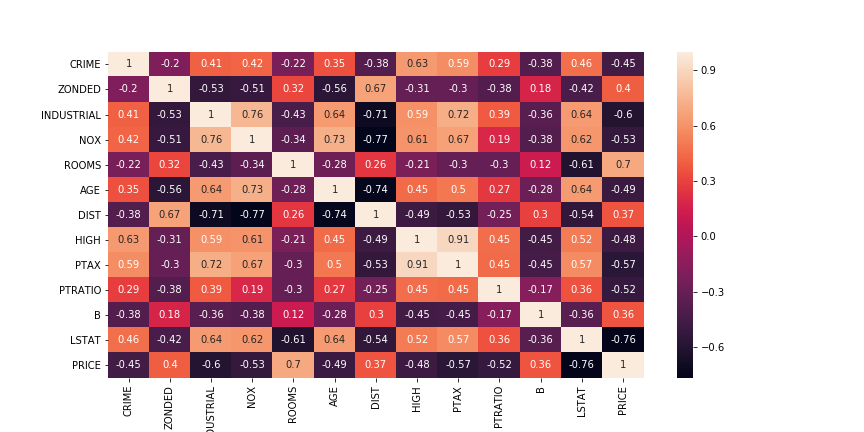 CRIME 1 -0.2 0.41 0.42 -0.22 0.35 -0.38 0.63 0.59 0.29 -0.38 0.46 -0.45
ZONDED -0.2 1 -0.53 -0.51 0.32 -0.56 0.67 -0.31 -0.3 -0.38 0.18 -0.42 0.4
INDUSTRIAL 0.41 -0.53 1 0.76 -0.43 0.64 -0.71 0.59 0.72 0.39 -0.36 0.64 -0.6
NOX 0.42 -0.51 0.76 1 -0.34 0.73 -0.77 0.61 0.67 0.19 -0.38 0.62 -0.53
ROOMS -0.22 0.32 -0.43 -0.34 1 -0.28 0.26 -0.21 -0.3 -0.3 0.12 -0.61 0.7
AGE 0.35 -0.56 0.64 0.73 -0.28 1 -0.74 0.45 0.5 0.27 -0.28 0.64 -0.49
DIST -0.38 0.67 -0.71 -0.77 0.26 -0.74 1 -0.49 -0.53 -0.25 0.3 -0.54 0.37
HIGH 0.63 -0.31 0.59 0.61 -0.21 0.45 -0.49 1 0.91 0.45 -0.45 0.52 -0.48
PTAX 0.59 -0.3 0.72 0.67 -0.3 0.5 -0.53 0.91 1 0.45 -0.45 0.57 -0.57
PTRATIO 0.29 -0.38 0.39 0.19 -0.3 0.27 -0.25 0.45 0.45 1 -0.17 0.36 -0.52
B -0.38 0.18 -0.36 -0.38 0.12 -0.28 0.3 -0.45 -0.45 -0.17 1 -0.36 0.36
LSTAT 0.46 -0.42 0.64 0.62 -0.61 0.64 -0.54 0.52 0.57 0.36 -0.36 1 -0.76
PRICE -0.45 0.4 -0.6 -0.53 0.7 -0.49 0.37 -0.48 -0.57 -0.52 0.36 -0.76 1
CRIME ZONDED DUSTRIAL NOX ROOMS AGE DIST HIGH PTAX PTRATIO B LSTAT PRICE
0.9
0.6
0.3
0.0
−0.3
−0.6